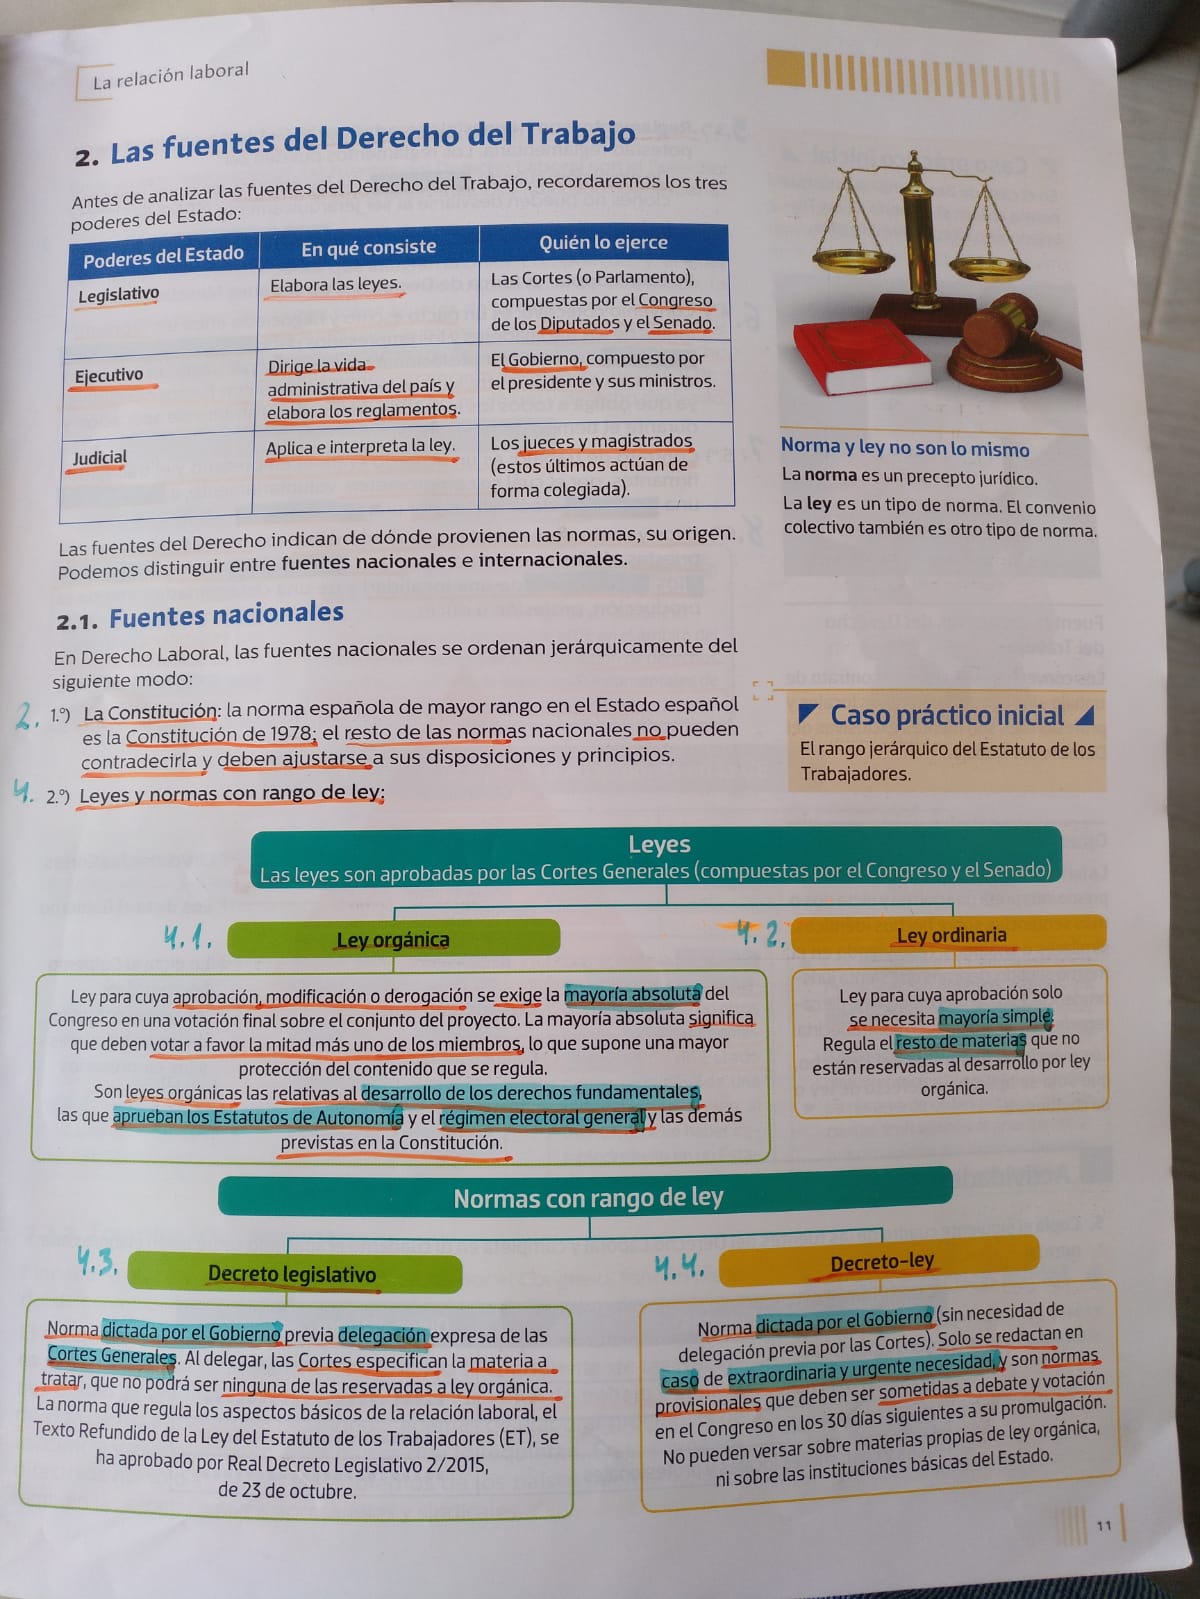 La relación laboral
2. Las fuentes del Derecho del Trabajo
Antes de analizar las fuentes del Derecho del Trabajo, recordaremos los tres
poderes del Estado:
Poderes del Estado
En qué consiste
Quién lo ejerce
Legislativo
Elabora las leyes.
Las Cortes (o Parlamento),
compuestas por el Congreso
de los Diputados y el Senado.
Ejecutivo
Dirige la vida
administrativa del país y
elabora los reglamentos.
El Gobierno, compuesto por
el presidente y sus ministros.
Judicial
Aplica e interpreta la ley.
Los jueces y magistrados
(estos últimos actúan de
forma colegiada).
Las fuentes del Derecho indican de dónde provienen las normas, su origen.
Podemos distinguir entre fuentes nacionales e internacionales.
Norma y ley no son lo mismo
La norma es un precepto jurídico.
La ley es un tipo de norma. El convenio
colectivo también es otro tipo de norma.
2.1. Fuentes nacionales
En Derecho Laboral, las fuentes nacionales se ordenan jerárquicamente del
siguiente modo:
2. 1.º) La Constitución: la norma española de mayor rango en el Estado español
es la Constitución de 1978; el resto de las normas nacionales no pueden
contradecirla y deben ajustarse a sus disposiciones y principios.
4. 2.º) Leyes y normas con rango de ley:
Caso práctico inicial
El rango jerárquico del Estatuto de los
Trabajadores.
Leyes
Las leyes son aprobadas por las Cortes Generales (compuestas por el Congreso y el Senado)
4.1. Ley orgánica
Ley para cuya aprobación, modificación o derogación se exige la mayoría absoluta del
Congreso en una votación final sobre el conjunto del proyecto. La mayoría absoluta significa
que deben votar a favor la mitad más uno de los miembros, lo que supone una mayor
protección del contenido que se regula.
Son leyes orgánicas las relativas al desarrollo de los derechos fundamentales,
las que aprueban los Estatutos de Autonomía y el régimen electoral general y las demás
previstas en la Constitución.
4.2. Ley ordinaria
Ley para cuya aprobación solo
se necesita mayoría simple.
Regula el resto de materias que no
están reservadas al desarrollo por ley
orgánica.
Normas con rango de ley
4.3. Decreto legislativo
Norma dictada por el Gobierno previa delegación expresa de las
Cortes Generales. Al delegar, las Cortes especifican la materia a
tratar, que no podrá ser ninguna de las reservadas a ley orgánica.
La norma que regula los aspectos básicos de la relación laboral, el
Texto Refundido de la Ley del Estatuto de los Trabajadores (ET), se
ha aprobado por Real Decreto Legislativo 2/2015,
de 23 de octubre.
4.4. Decreto-ley
Norma dictada por el Gobierno (sin necesidad de
delegación previa por las Cortes). Solo se redactan en
caso de extraordinaria y urgente necesidad, y son normas
provisionales que deben ser sometidas a debate y votación
en el Congreso en los 30 días siguientes a su promulgación.
No pueden versar sobre materias propias de ley orgánica,
ni sobre las instituciones básicas del Estado.
11